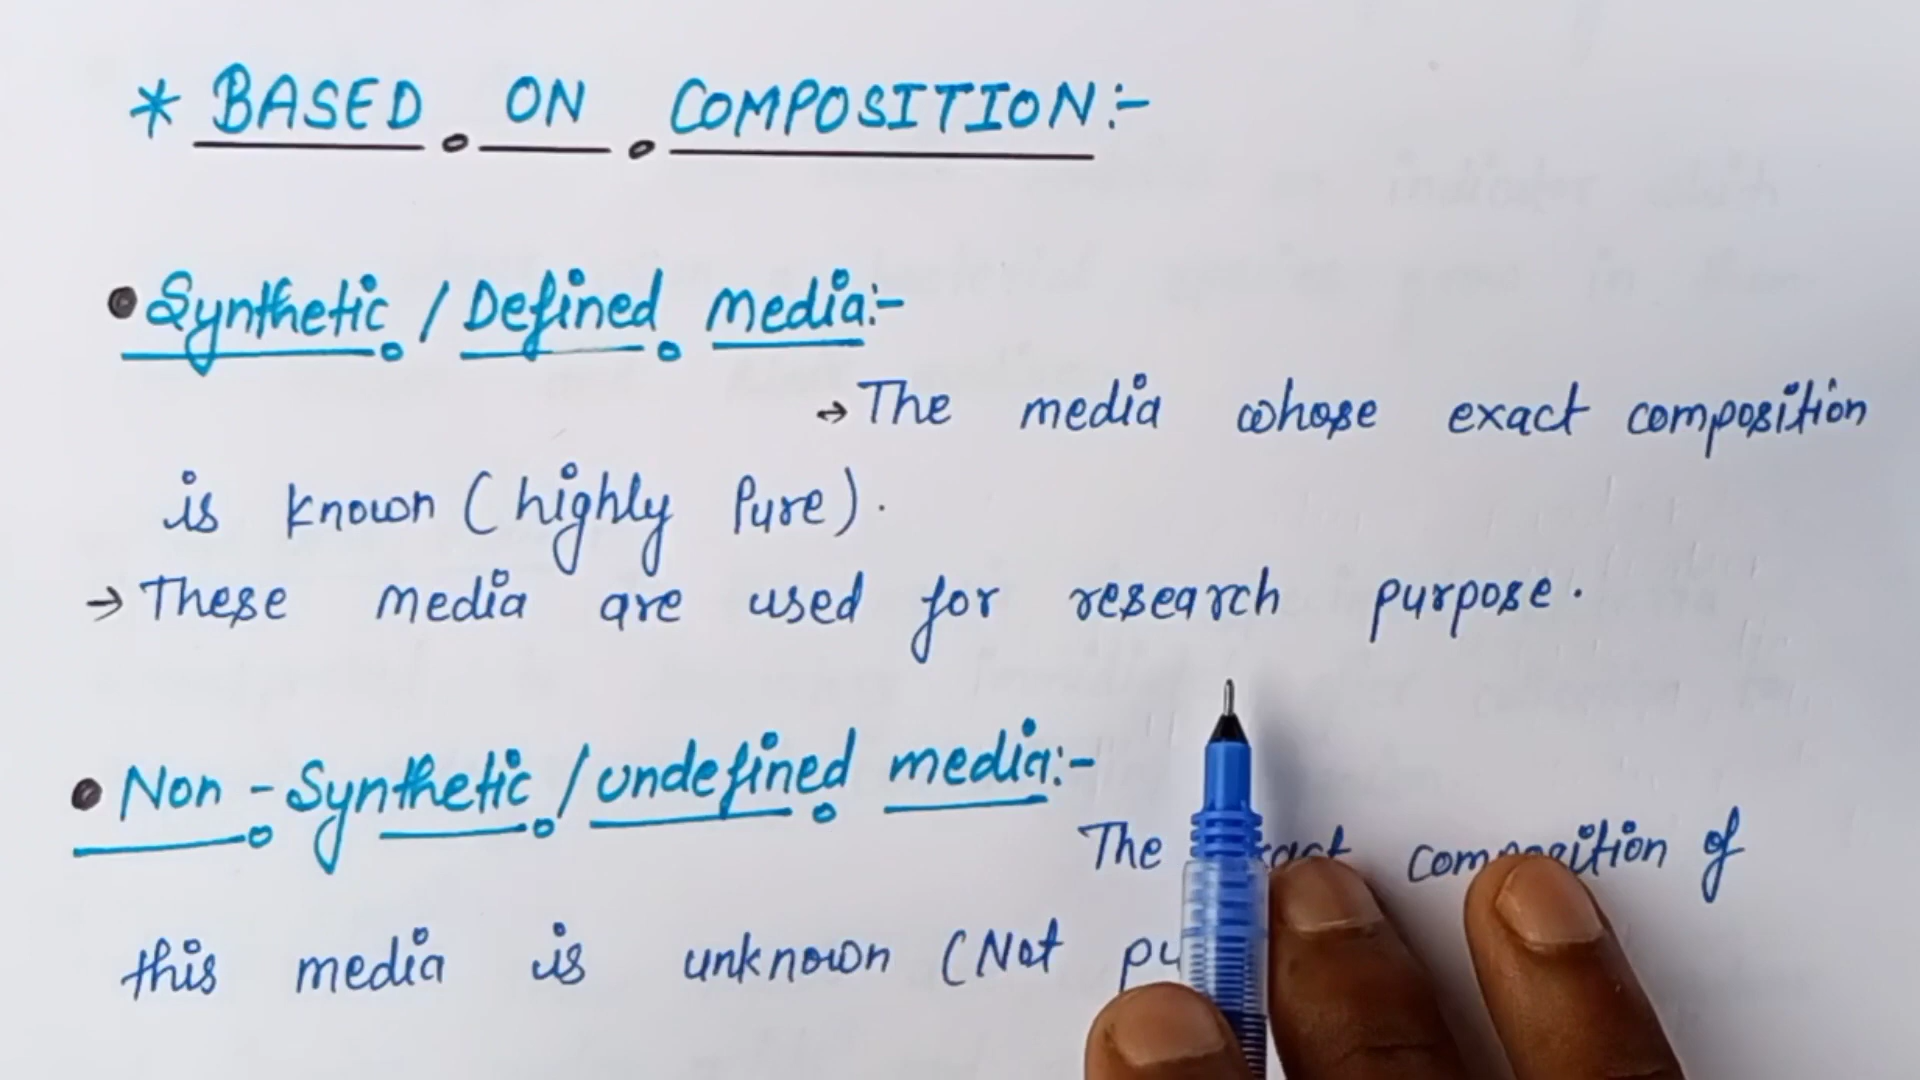 * BASED ON COMPOSITION:-
• Synthetic / Defined media:-
→ The media whose exact composition
is known (highly Pure).
→ These media are used for research purpose.
• Non - Synthetic / undefined media:-
The composition of
this media is unknown (Not